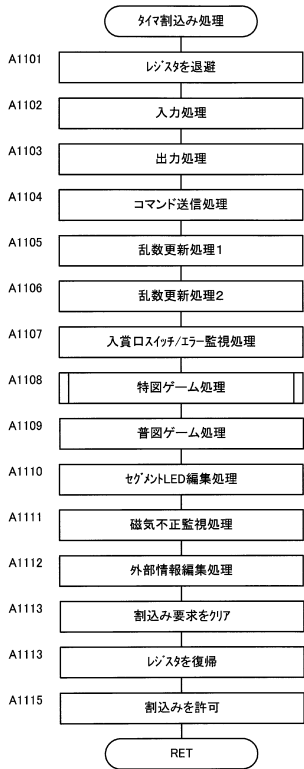 タイマ割込み処理
A1101
レジスタを退避
A1102
入力処理
A1103
出力処理
A1104
コマンド送信処理
A1105
乱数更新処理1
A1106
乱数更新処理2
A1107
入賞口スイッチ/エラー監視処理
A1108
特図ゲーム処理
A1109
普図ゲーム処理
A1110
セグメントLED編集処理
A1111
磁気不正監視処理
A1112
外部情報編集処理
A1113
割込み要求をクリア
A1113
レジスタを復帰
A1115
割込みを許可
RET